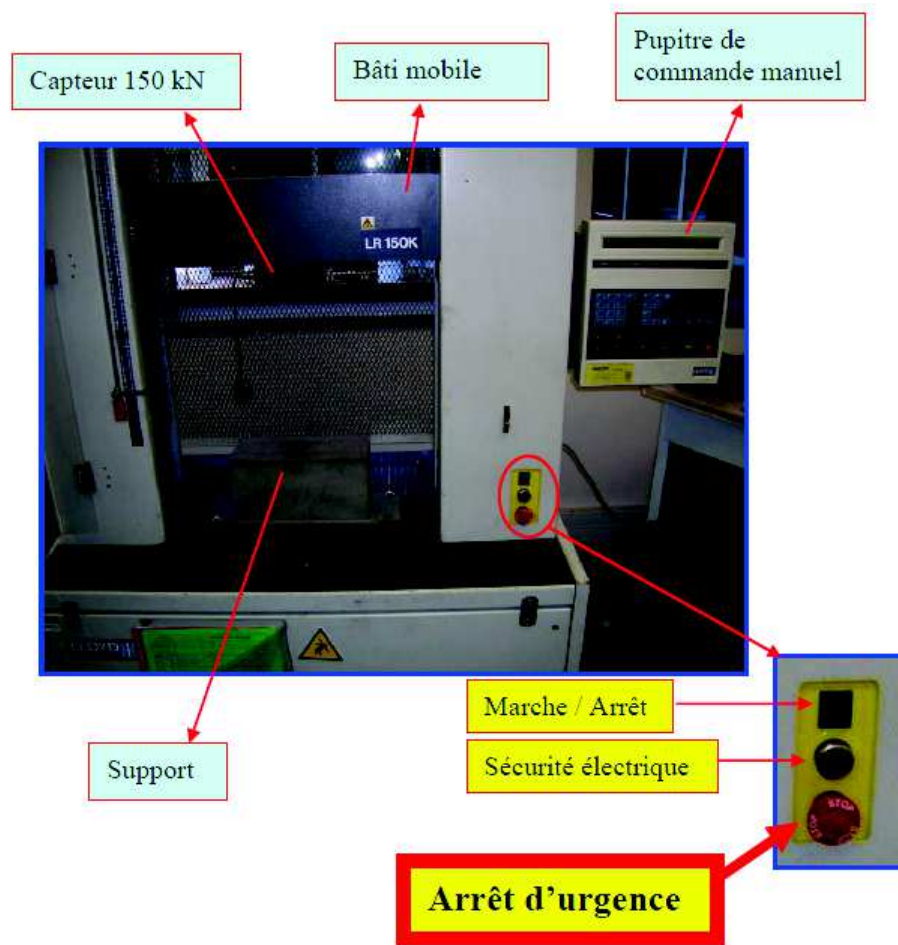 Capteur 150 kN
Bâti mobile
Pupitre de
commande manuel
LR 150K
Marche / Arrêt
Sécurité électrique
Support
STOP
Arrêt d’urgence